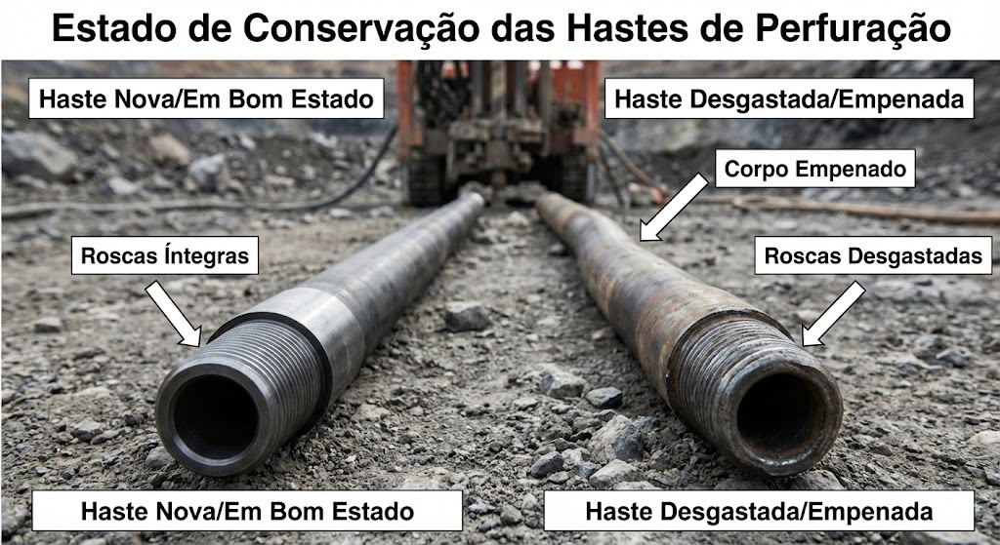 Estado de Conservação das Hastes de Perfuração
Haste Nova/Em Bom Estado
Haste Desgastada/Empenada
Corpo Empenado
Roscas Íntegras
Roscas Desgastadas
Haste Nova/Em Bom Estado
Haste Desgastada/Empenada